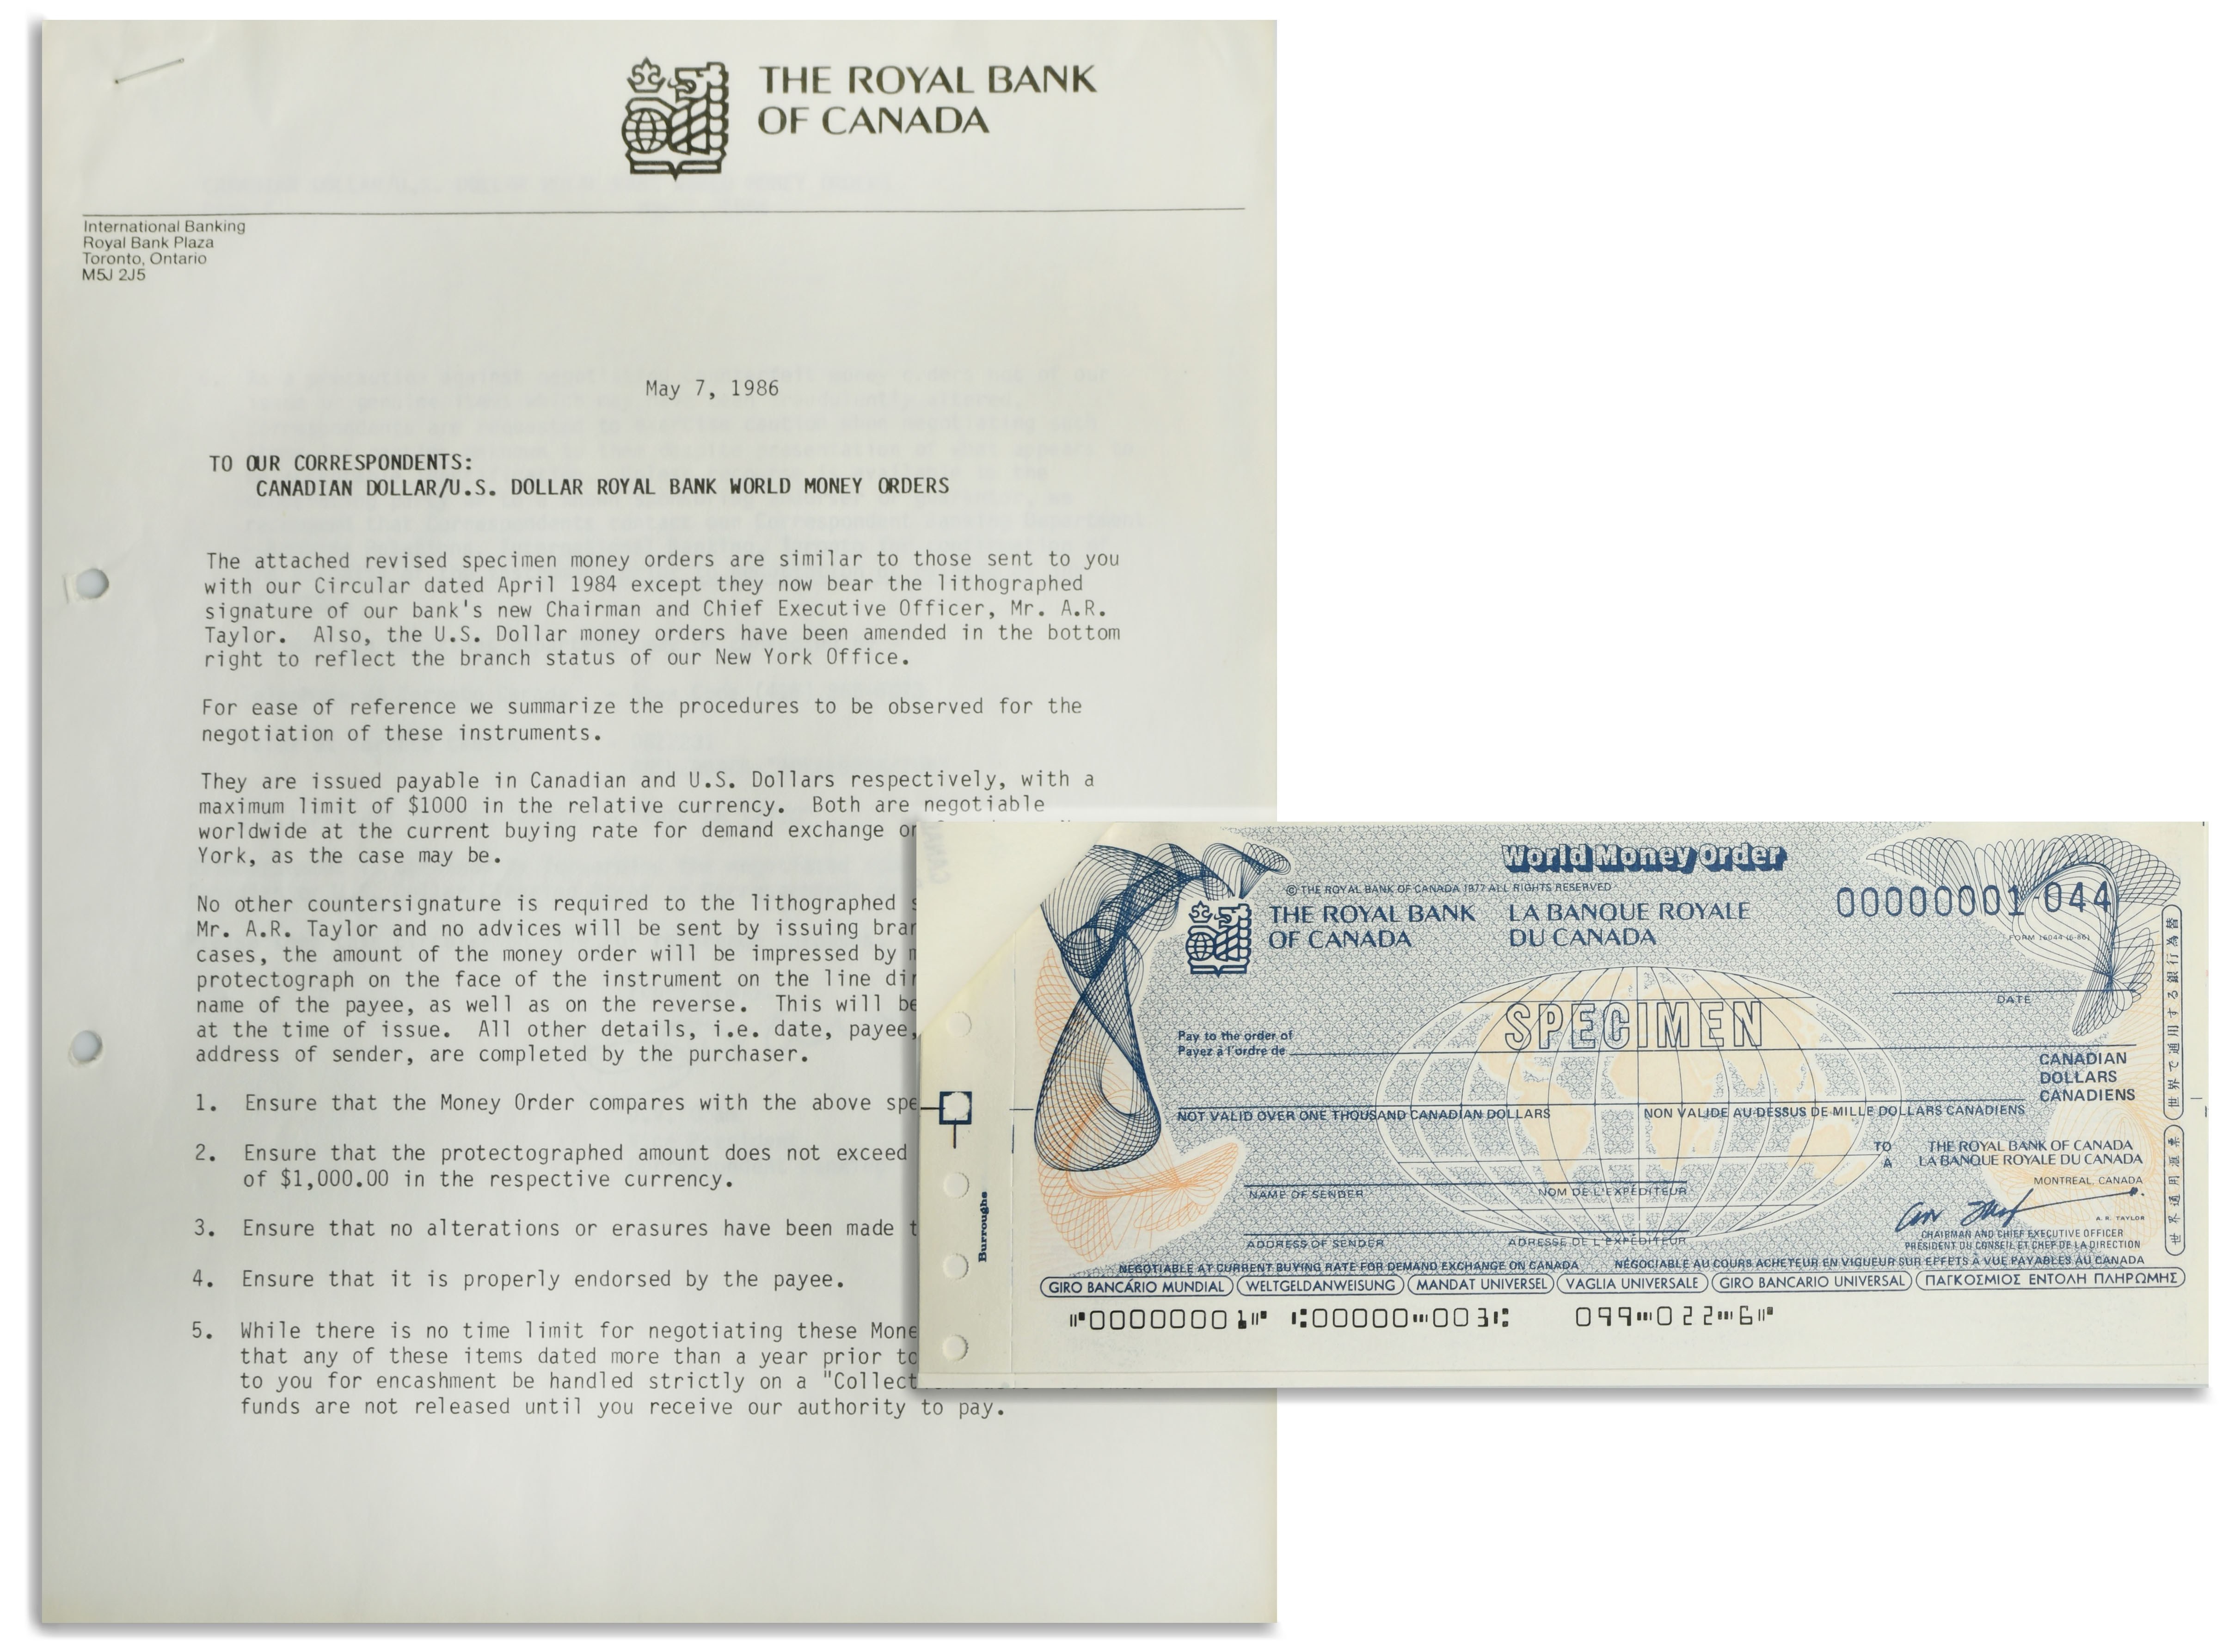 THE ROYAL BANK
OF CANADA
International Banking
Royal Bank Plaza
Toronto, Ontario
M5J 2J5
May 7, 1986
TO OUR CORRESPONDENTS:
CANADIAN DOLLAR/U.S. DOLLAR ROYAL BANK WORLD MONEY ORDERS
The attached revised specimen money orders are similar to those sent to you
with our Circular dated April 1984 except they now bear the lithographed
signature of our bank's new Chairman and Chief Executive Officer, Mr. A.R.
Taylor. Also, the U.S. Dollar money orders have been amended in the bottom
right to reflect the branch status of our New York Office.
For ease of reference we summarize the procedures to be observed for the
negotiation of these instruments.
They are issued payable in Canadian and U.S. Dollars respectively, with a
maximum limit of $1000 in the relative currency. Both are negotiable
worldwide at the current buying rate for demand exchange
York, as the case may be.
No other countersignature is required to the lithographed
Mr. A.R. Taylor and no advices will be sent by issuing
cases, the amount of the money order will be impressed by
protectograph on the face of the instrument on the line
name of the payee, as well as on the reverse. This will be
at the time of issue. All other details, i.e. date, payee,
address of sender, are completed by the purchaser.
1. Ensure that the Money Order compares with the above
2. Ensure that the protectographed amount does not exceed
of $1,000.00 in the respective currency.
3. Ensure that no alterations or erasures have been made
4. Ensure that it is properly endorsed by the payee.
5. While there is no time limit for negotiating these
that any of these items dated more than a year prior to
to you for encashment be handled strictly on a
funds are not released until you receive our authority to pay.
World Money Order
© THE ROYAL BANK OF CANADA 1977 ALL RIGHTS RESERVED
THE ROYAL BANK LA BANQUE ROYALE
OF CANADA DU CANADA
00000001 044
FORM 16044 (6-86)
DATE
SPECIMEN
Pay to the order of
Payez à l'ordre de
CANADIAN
DOLLARS
CANADIENS
NOT VALID OVER ONE THOUSAND CANADIAN DOLLARS NON VALIDE AU-DESSUS DE MILLE DOLLARS CANADIENS
TO THE ROYAL BANK OF CANADA
A LA BANQUE ROYALE DU CANADA
MONTREAL, CANADA
NAME OF SENDER NOM DE L'EXPÉDITEUR
A. R. TAYLOR
CHAIRMAN AND CHIEF EXECUTIVE OFFICER
PRÉSIDENT DU CONSEIL ET CHEF DE LA DIRECTION
ADDRESS OF SENDER ADRESSE DE L'EXPÉDITEUR
NEGOTIABLE AT CURRENT BUYING RATE FOR DEMAND EXCHANGE ON CANADA NÉGOCIABLE AU COURS ACHETEUR EN VIGUEUR SUR EFFETS À VUE PAYABLES AU CANADA
GIRO BANCÁRIO MUNDIAL WELTGELDANWEISUNG MANDAT UNIVERSEL VAGLIA UNIVERSALE GIRO BANCARIO UNIVERSAL ΠΑΓΚΟΣΜΙΟΣ ΕΝΤΟΛΗ ΠΛΗΡΩΜΗΣ
⑈00000001⑈ ⑆00000⑉003⑆ 099⑉022⑉6⑈
Burroughs
世界で通用する銀行為替